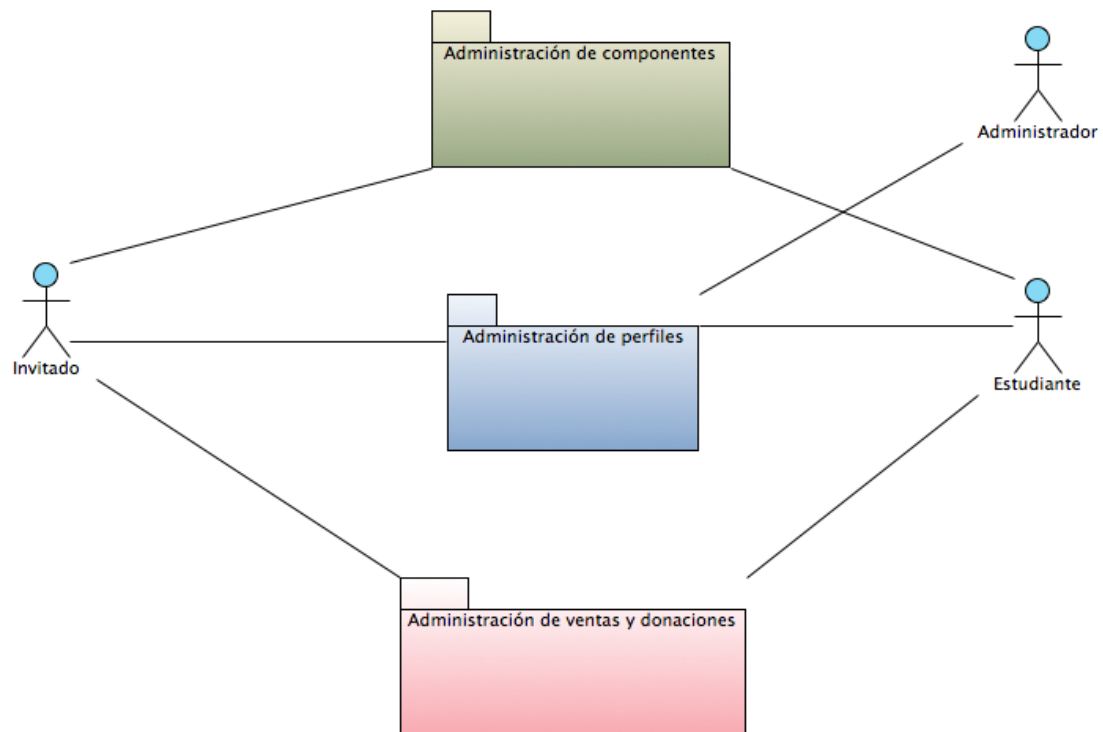 Administración de componentes
Administrador
Invitado
Administración de perfiles
Estudiante
Administración de ventas y donaciones